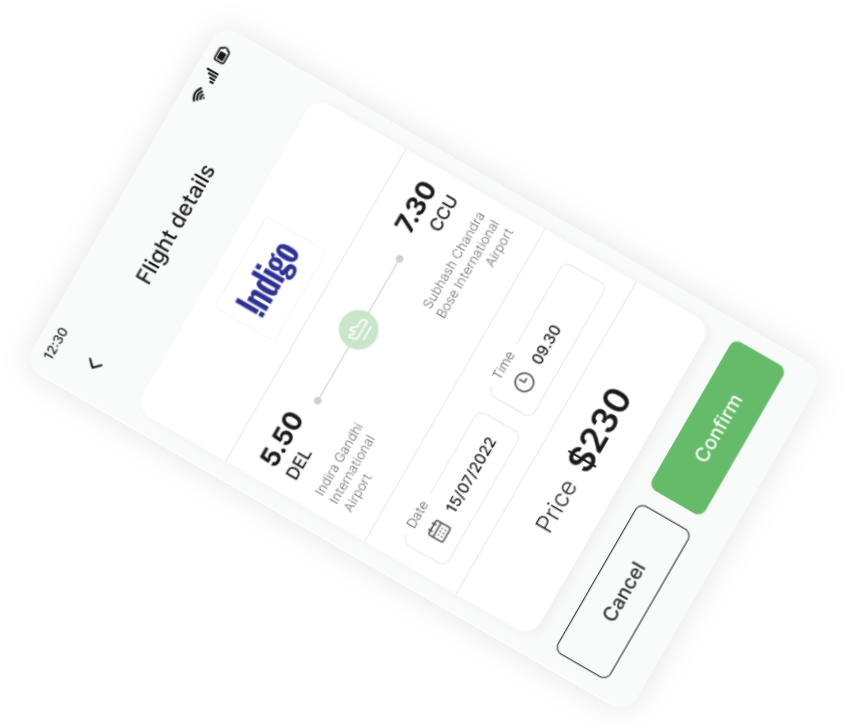 12:30
Flight details
Indigo
5.50
DEL
Indira Gandhi
International
Airport
7.30
CCU
Subhash Chandra
Bose International
Airport
Date
15/07/2022
Time
09.30
Price $230
Cancel
Confirm